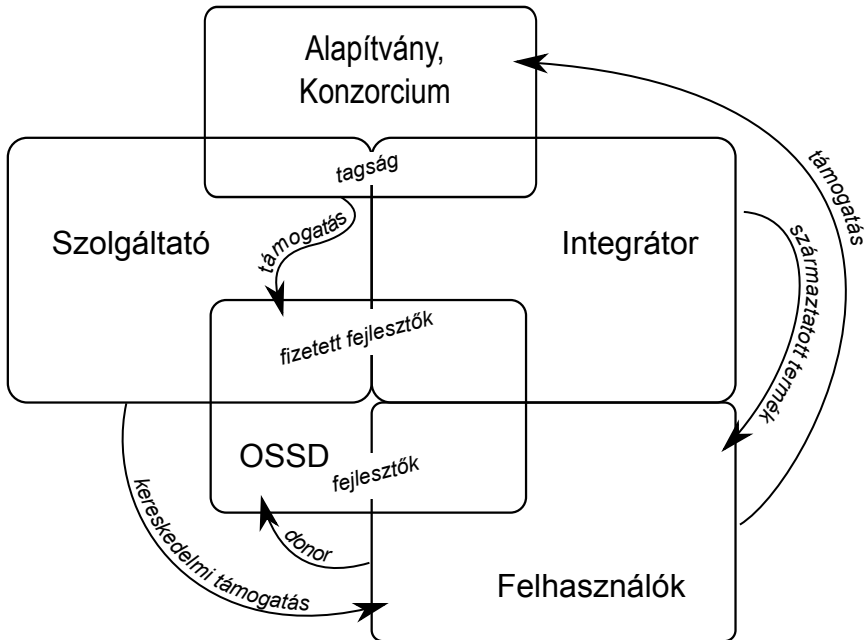 Alapítvány,
Konzorcium
tagság
támogatás
Szolgáltató
támogatás
Integrátor
származtatott termék
fizetett fejlesztők
OSSD
fejlesztők
kereskedelmi támogatás
donor
Felhasználók